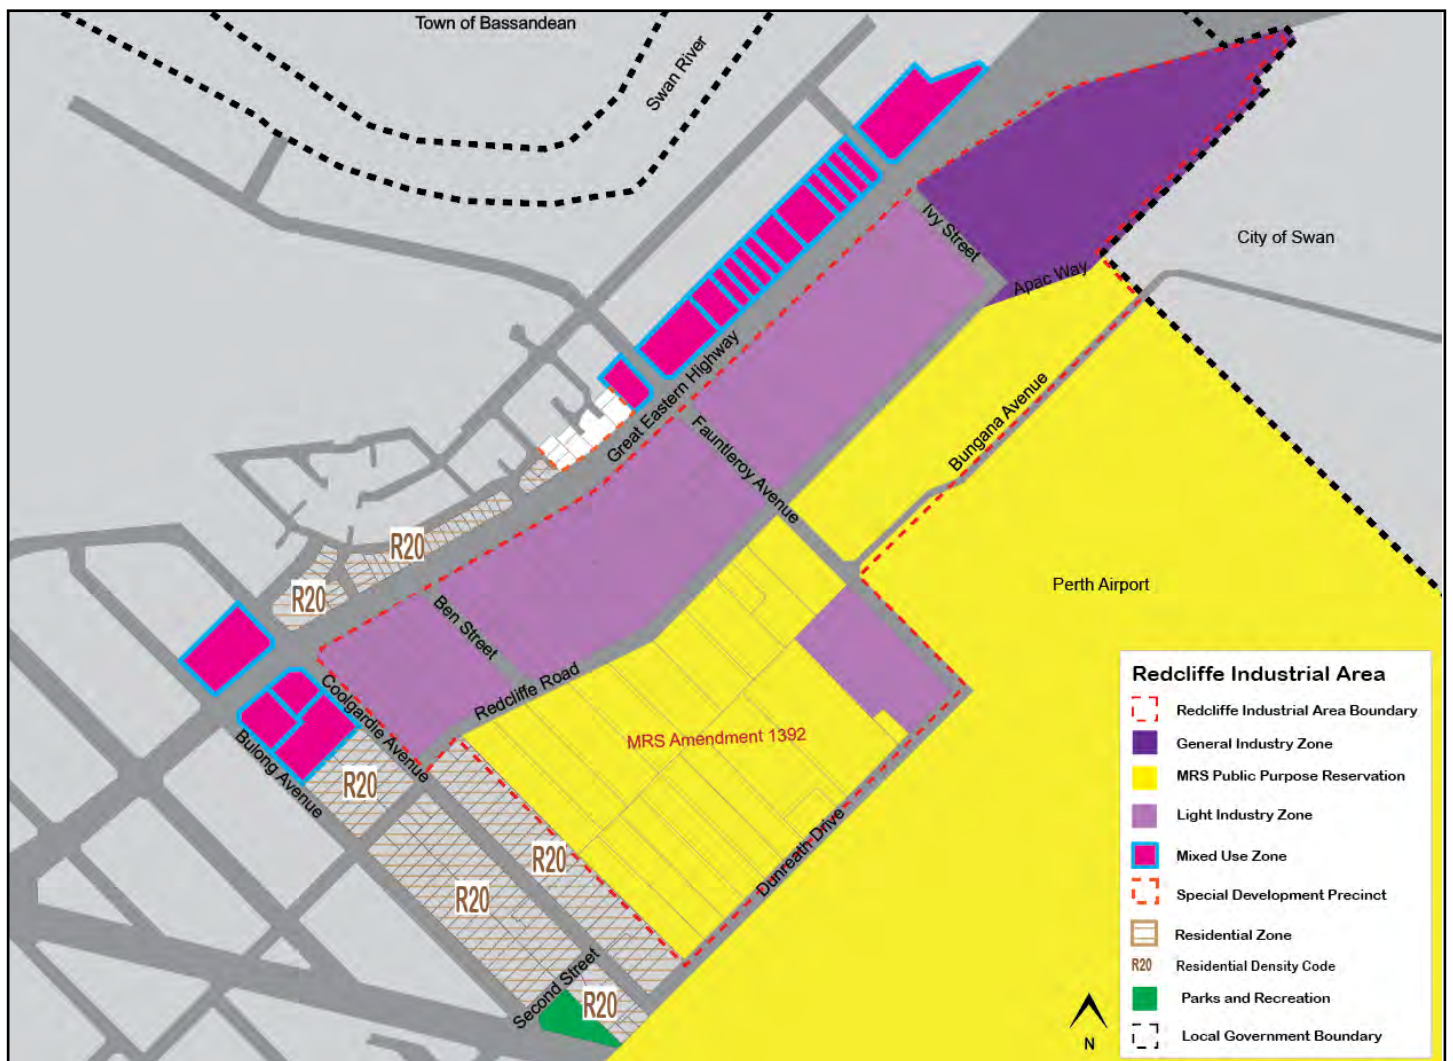 Town of Bassandean
Swan River
Ivy Street
City of Swan
Apac Way
Great Eastern Highway
Bungana Avenue
Fauntleroy Avenue
R20
R20
Perth Airport
Ben Street
Redcliffe Road
Coolgardie Avenue
Bulong Avenue
MRS Amendment 1392
R20
R20
R20
Dunreath Drive
Second Street
R20
Redcliffe Industrial Area
Redcliffe Industrial Area Boundary
General Industry Zone
MRS Public Purpose Reservation
Light Industry Zone
Mixed Use Zone
Special Development Precinct
Residential Zone
R20 Residential Density Code
Parks and Recreation
Local Government Boundary
N